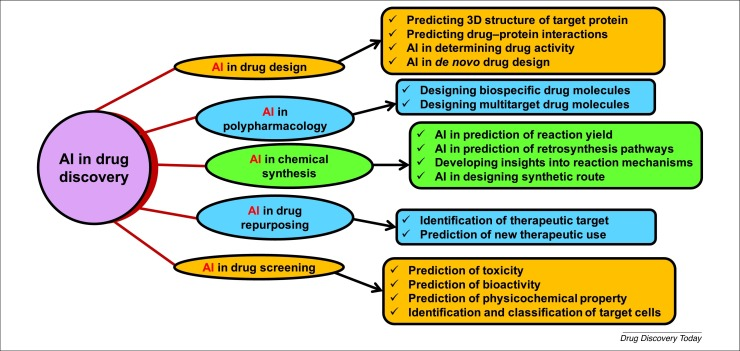 AI in drug
discovery
AI in drug design
✓ Predicting 3D structure of target protein
✓ Predicting drug–protein interactions
✓ AI in determining drug activity
✓ AI in de novo drug design
AI in
polypharmacology
✓ Designing biospecific drug molecules
✓ Designing multitarget drug molecules
AI in chemical
synthesis
✓ AI in prediction of reaction yield
✓ AI in prediction of retrosynthesis pathways
✓ Developing insights into reaction mechanisms
✓ AI in designing synthetic route
AI in drug
repurposing
✓ Identification of therapeutic target
✓ Prediction of new therapeutic use
AI in drug screening
✓ Prediction of toxicity
✓ Prediction of bioactivity
✓ Prediction of physicochemical property
✓ Identification and classification of target cells
Drug Discovery Today